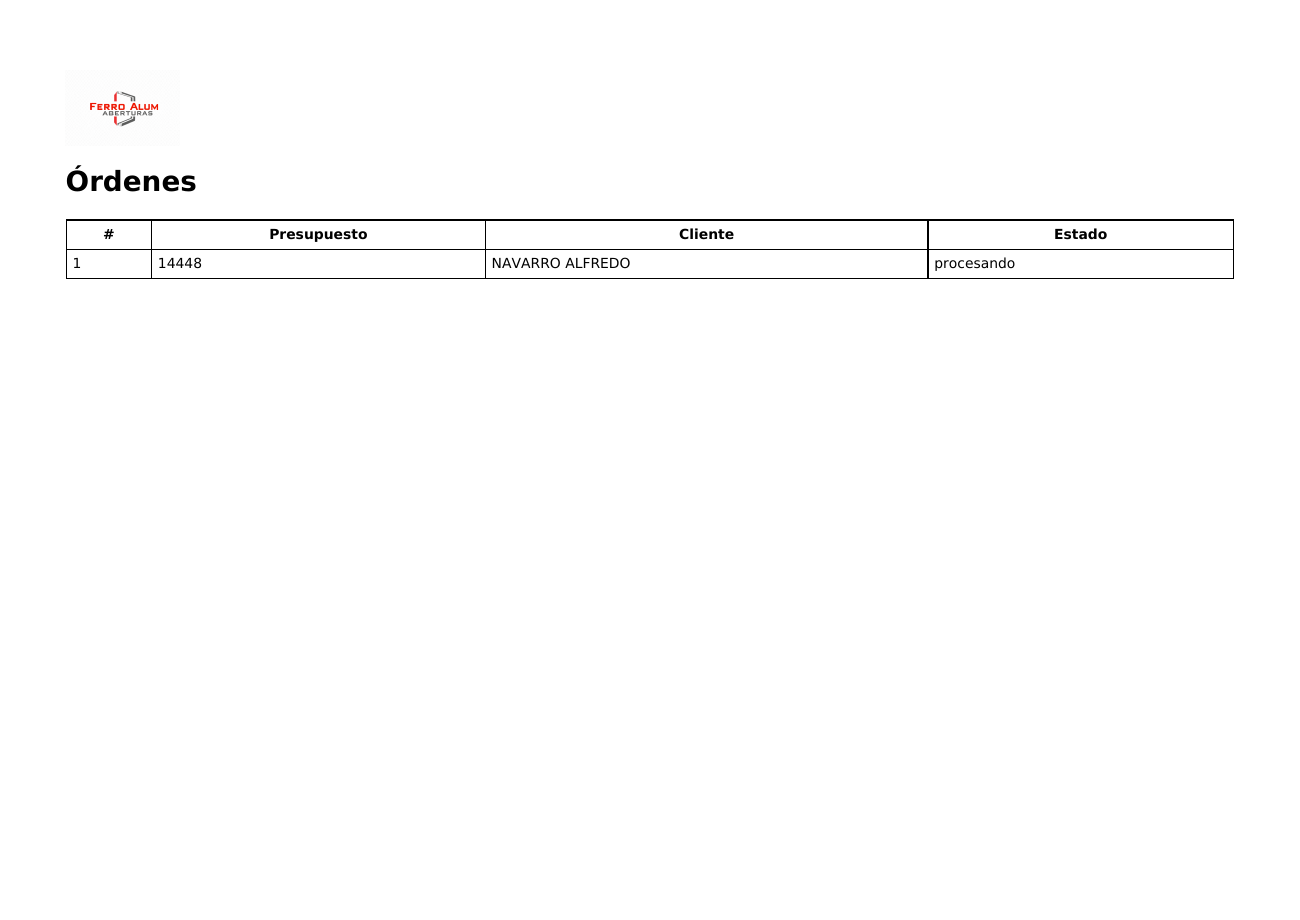 FERRO ALUM
ABERTURAS
Órdenes
# Presupuesto Cliente Estado
1 14448 NAVARRO ALFREDO procesando